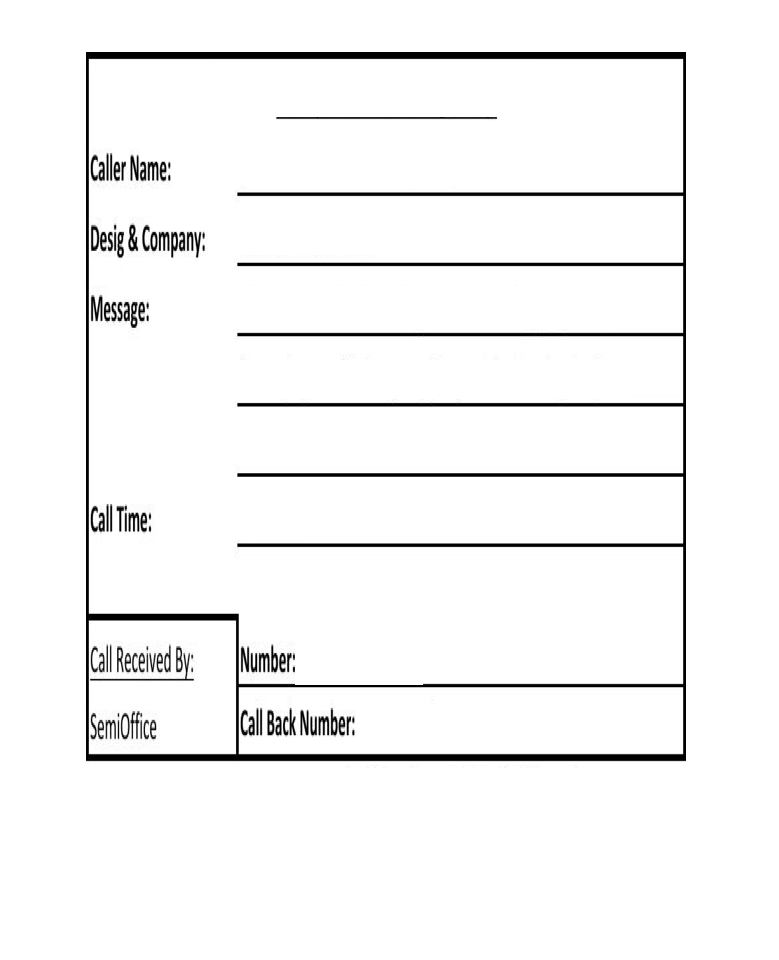 Caller Name:
Desig & Company:
Message:
Call Time:
Call Received By:
Number:
SemiOffice
Call Back Number: